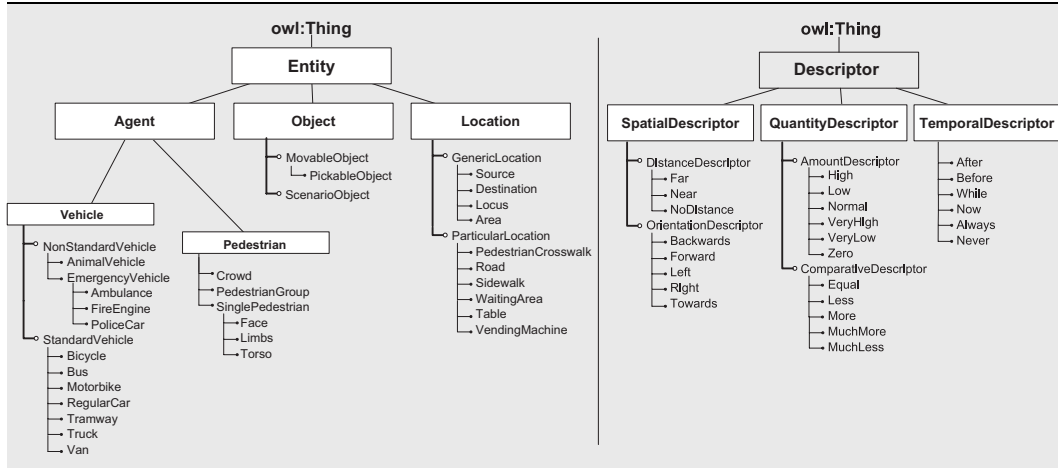 owl:Thing
Entity
Agent
Object
Location
Vehicle
NonStandardVehicle
AnimalVehicle
EmergencyVehicle
Ambulance
FireEngine
PoliceCar
StandardVehicle
Bicycle
Bus
Motorbike
RegularCar
Tramway
Truck
Van
Pedestrian
Crowd
PedestrianGroup
SinglePedestrian
Face
Limbs
Torso
MovableObject
PickableObject
ScenarioObject
GenericLocation
Source
Destination
Locus
Area
ParticularLocation
PedestrianCrosswalk
Road
Sidewalk
WaitingArea
Table
VendingMachine
owl:Thing
Descriptor
SpatialDescriptor
QuantityDescriptor
TemporalDescriptor
DistanceDescriptor
Far
Near
NoDistance
OrientationDescriptor
Backwards
Forward
Left
Right
Towards
AmountDescriptor
High
Low
Normal
VeryHigh
VeryLow
Zero
ComparativeDescriptor
Equal
Less
More
MuchMore
MuchLess
After
Before
While
Now
Always
Never